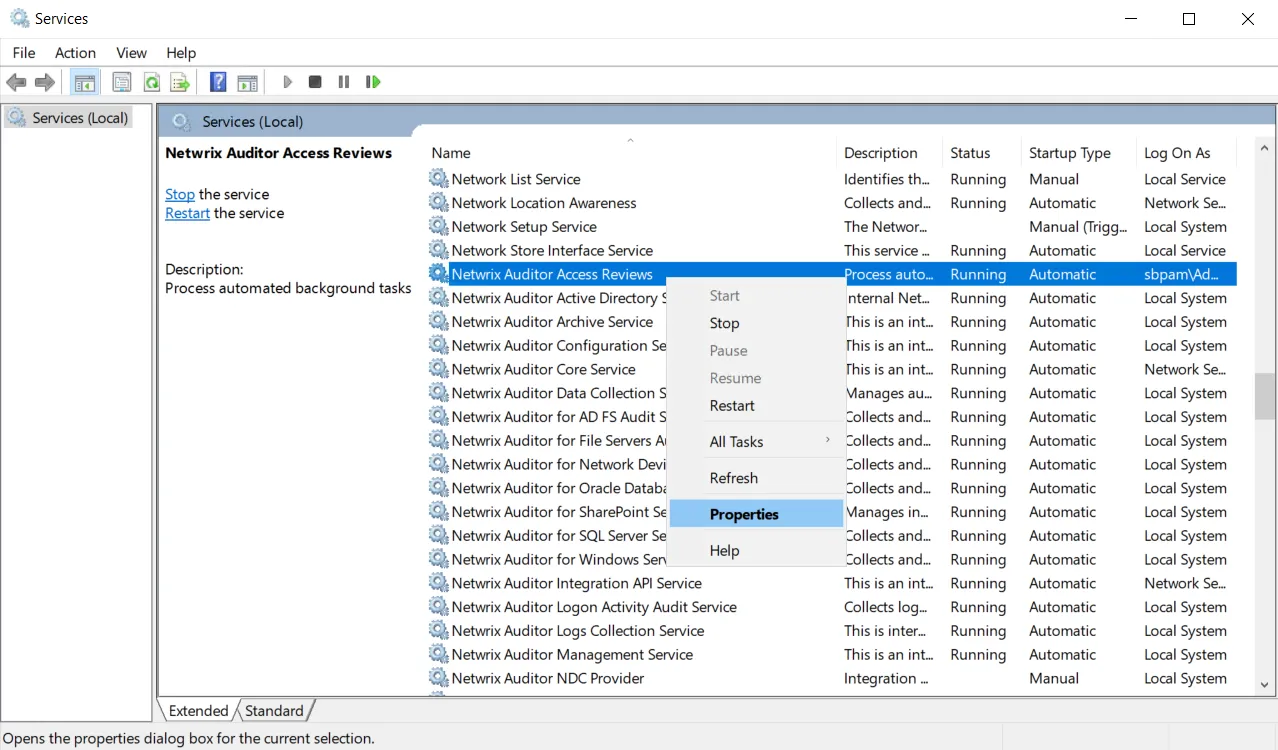 Services
File Action View Help
Services (Local)
Services (Local)
Netwrix Auditor Access Reviews
Stop the service
Restart the service
Description:
Process automated background tasks
Name Description Status Startup Type Log On As
Network List Service Identifies th... Running Manual Local Service
Network Location Awareness Collects and... Running Automatic Network Se...
Network Setup Service The Networ... Manual (Trigg... Local System
Network Store Interface Service This service ... Running Automatic Local Service
Netwrix Auditor Access Reviews Process auto... Running Automatic sbpam\Ad...
Netwrix Auditor Active Directory Internal Net... Running Automatic Local System
Netwrix Auditor Archive Service This is an int... Running Automatic Local System
Netwrix Auditor Configuration Se This is an int... Running Automatic Local System
Netwrix Auditor Core Service This is an int... Running Automatic Network Se...
Netwrix Auditor Data Collection S Manages au... Running Automatic Local System
Netwrix Auditor for AD FS Audit S Collects and... Running Automatic Local System
Netwrix Auditor for File Servers A Collects and... Running Automatic Local System
Netwrix Auditor for Network Devi Collects and... Running Automatic Local System
Netwrix Auditor for Oracle Databa Collects and... Running Automatic Local System
Netwrix Auditor for SharePoint Se Manages in... Running Automatic Local System
Netwrix Auditor for SQL Server Se Collects and... Running Automatic Local System
Netwrix Auditor for Windows Serv Collects and... Running Automatic Local System
Netwrix Auditor Integration API Service This is an int... Running Automatic Network Se...
Netwrix Auditor Logon Activity Audit Service Collects log... Running Automatic Local System
Netwrix Auditor Logs Collection Service This is inter... Running Automatic Local System
Netwrix Auditor Management Service This is an int... Running Automatic Local System
Netwrix Auditor NDC Provider Integration ... Manual Local System
Start
Stop
Pause
Resume
Restart
All Tasks
Refresh
Properties
Help
Extended Standard
Opens the properties dialog box for the current selection.